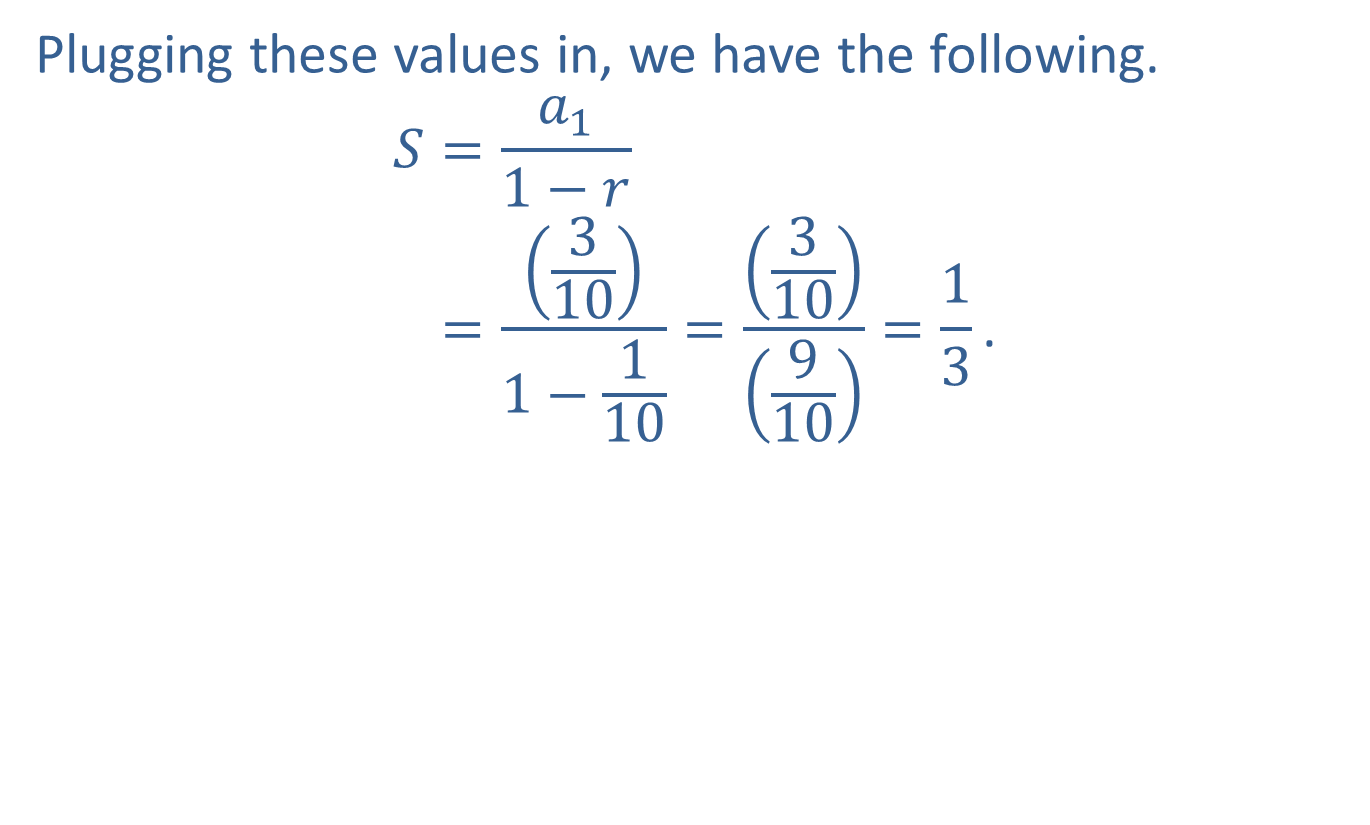 Plugging these values in, we have the following.
S = a₁ / (1 − r)
= (3/10) / (1 − 1/10) = (3/10) / (9/10) = 1/3.